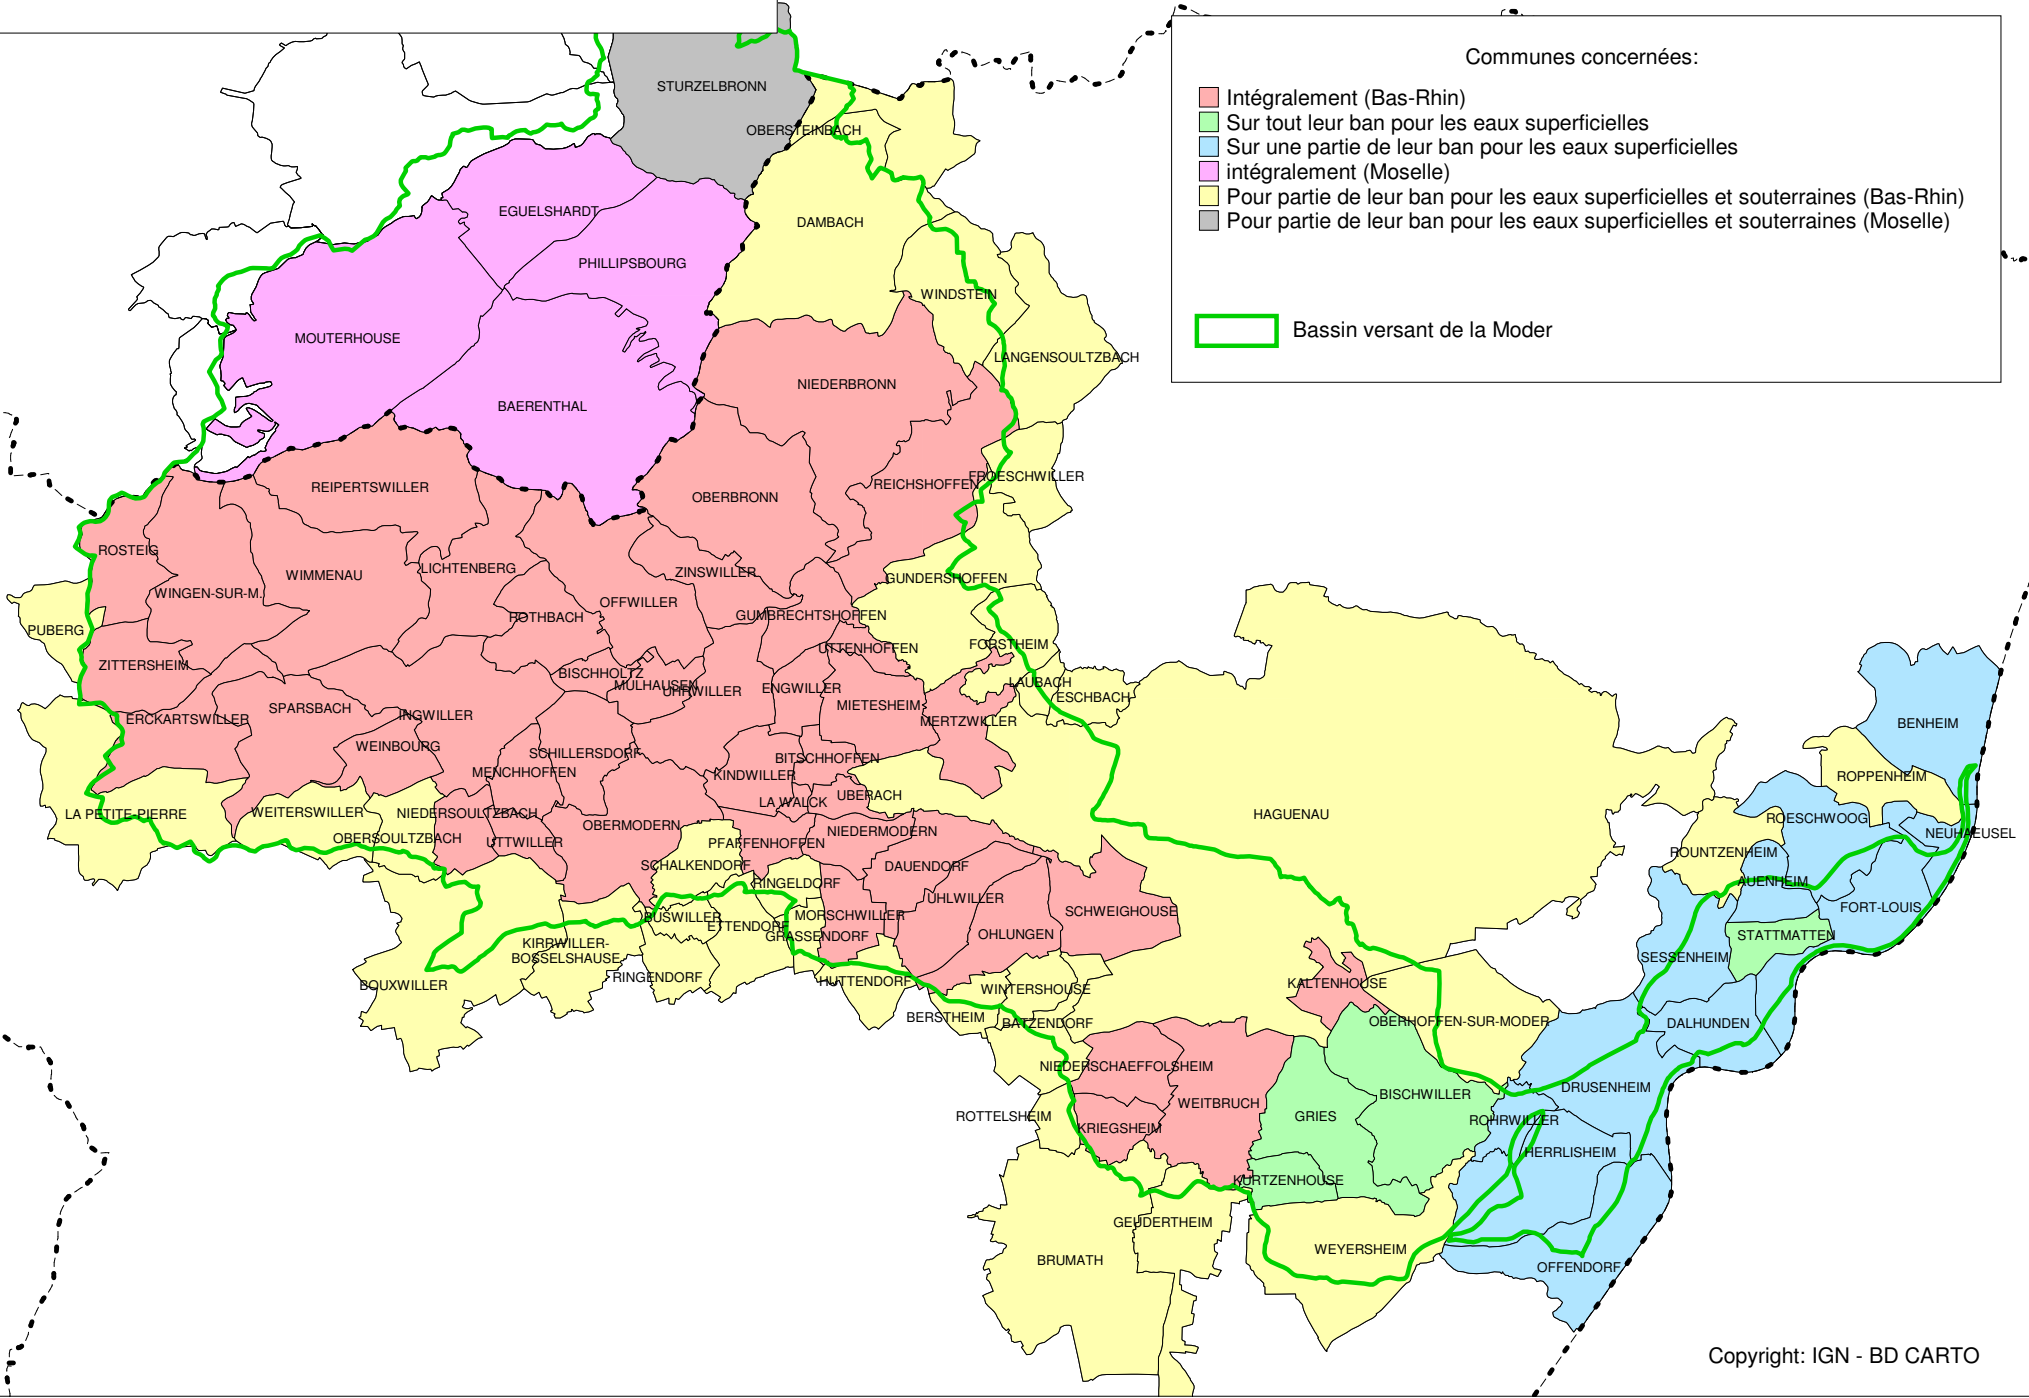 Communes concernées:
Intégralement (Bas-Rhin)
Sur tout leur ban pour les eaux superficielles
Sur une partie de leur ban pour les eaux superficielles
intégralement (Moselle)
Pour partie de leur ban pour les eaux superficielles et souterraines (Bas-Rhin)
Pour partie de leur ban pour les eaux superficielles et souterraines (Moselle)
Bassin versant de la Moder
STURZELBRONN
OBERSTEINBACH
EGUELSHARDT
DAMBACH
PHILLIPSBOURG
WINDSTEIN
MOUTERHOUSE
LANGENSOULTZBACH
NIEDERBRONN
BAERENTHAL
FROESCHWILLER
REICHSHOFFEN
REIPERTSWILLER
OBERBRONN
ROSTEIG
LICHTENBERG
ZINSWILLER
WIMMENAU
GUNDERSHOFFEN
WINGEN-SUR-M.
OFFWILLER
ROTHBACH
GUMBRECHTSHOFFEN
PUBERG
FORSTHEIM
UTTENHOFFEN
ZITTERSHEIM
BISCHHOLTZ
LAUBACH
MULHAUSEN
UHRWILLER
ENGWILLER
ESCHBACH
SPARSBACH
MIETESHEIM
ERCKARTSWILLER
INGWILLER
MERTZWILLER
BENHEIM
WEINBOURG
SCHILLERSDORF
BITSCHHOFFEN
MENCHHOFFEN
KINDWILLER
ROPPENHEIM
UBERACH
LA WALCK
LA PETITE-PIERRE
WEITERSWILLER
NIEDERSOULTZBACH
HAGUENAU
ROESCHWOOG
OBERMODERN
NIEDERMODERN
NEUHAEUSEL
OBERSOULTZBACH
UTTWILLER
PFAFFENHOFFEN
ROUNTZENHEIM
SCHALKENDORF
DAUENDORF
RINGELDORF
AUENHEIM
UHLWILLER
FORT-LOUIS
BUSWILLER
MORSCHWILLER
SCHWEIGHOUSE
ETTENDORF
GRASSENDORF
OHLUNGEN
STATTMATTEN
KIRRWILLER-
BOSSELSHAUSE
SESSENHEIM
RINGENDORF
HUTTENDORF
BOUXWILLER
WINTERSHOUSE
KALTENHOUSE
BERSTHEIM
BATZENDORF
OBERHOFFEN-SUR-MODER
DALHUNDEN
NIEDERSCHAEFFOLSHEIM
DRUSENHEIM
BISCHWILLER
WEITBRUCH
ROTTELSHEIM
GRIES
ROHRWILLER
KRIEGSHEIM
HERRLISHEIM
KURTZENHOUSE
GEUDERTHEIM
WEYERSHEIM
BRUMATH
OFFENDORF
Copyright: IGN - BD CARTO